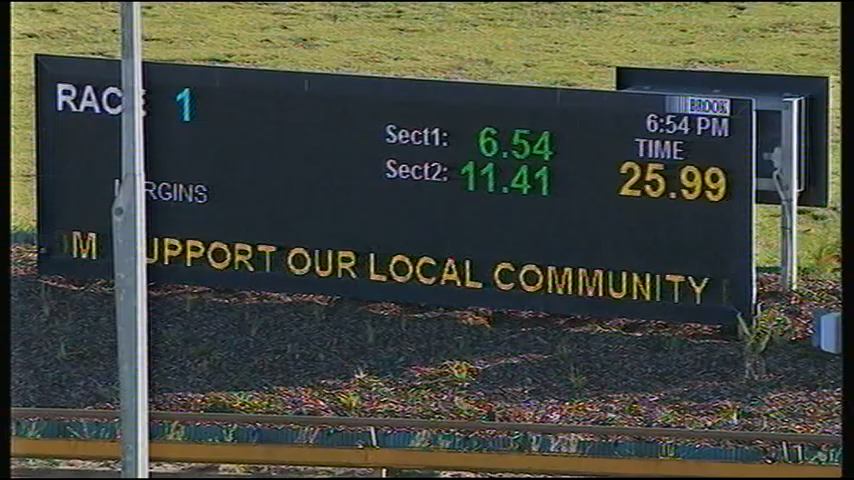 RACE 1
BROOK
6:54 PM
Sect1: 6.54
TIME
Sect2: 11.41
25.99
MARGINS
M SUPPORT OUR LOCAL COMMUNITY